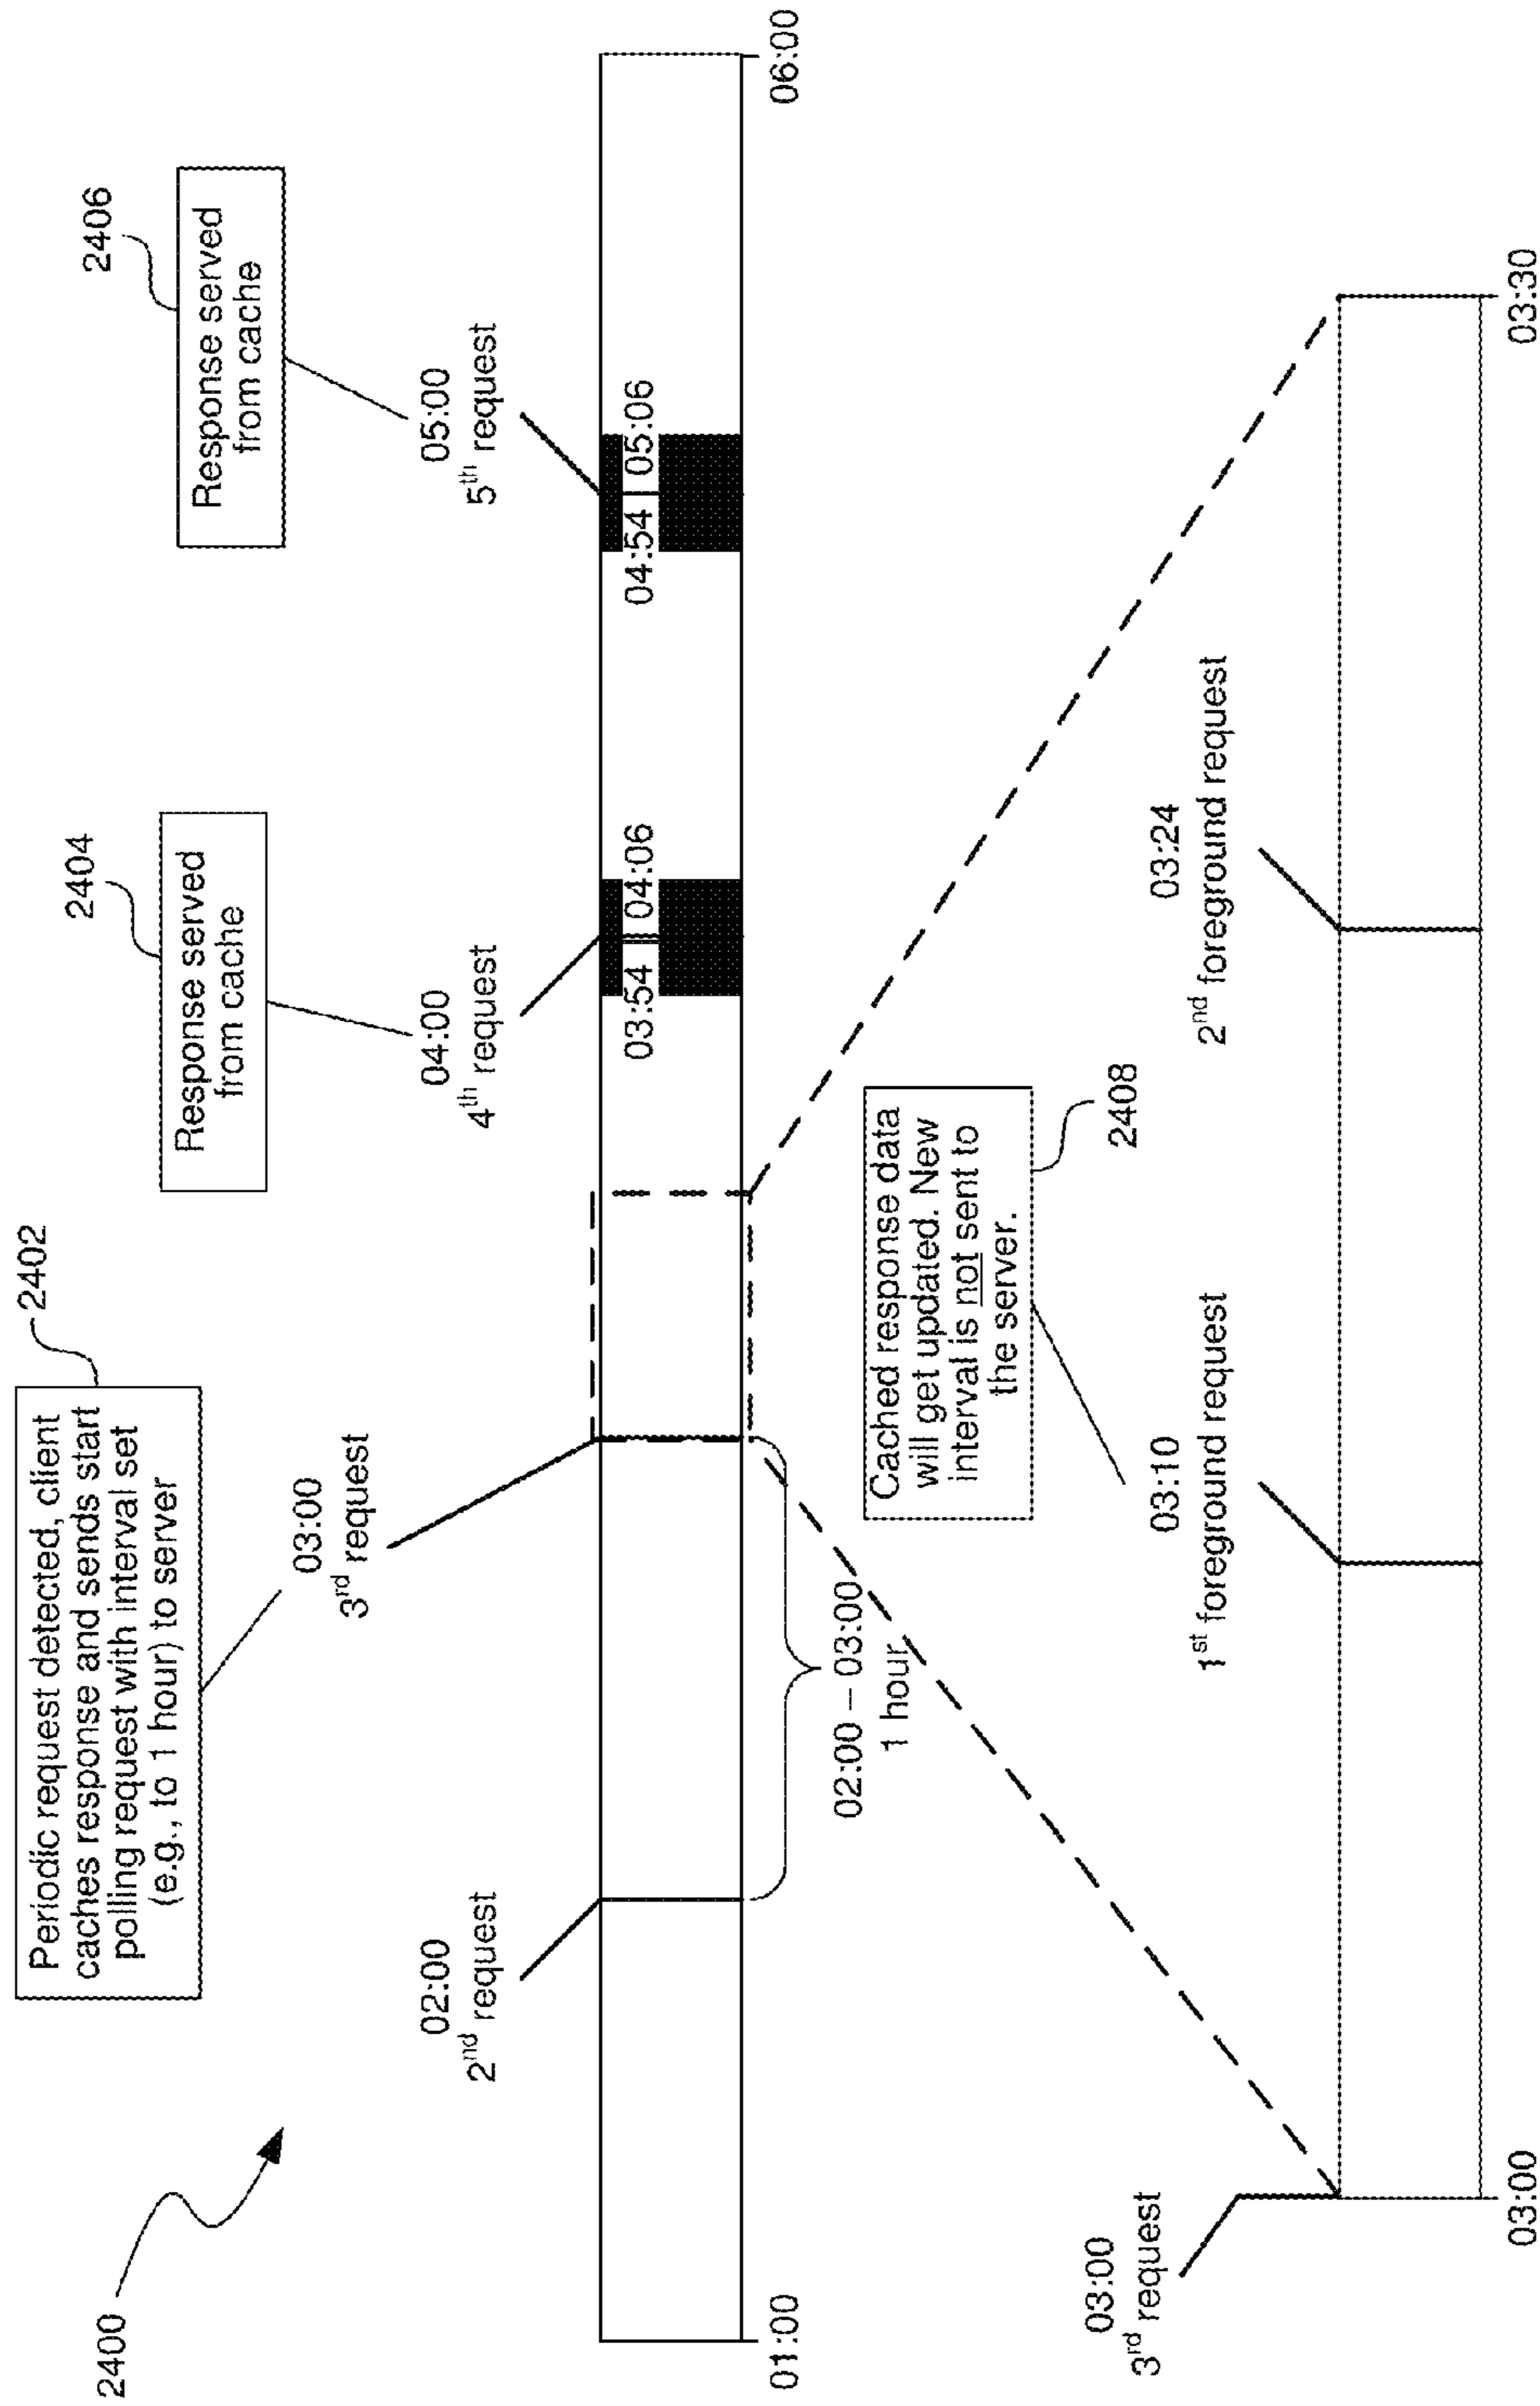 2400
Periodic request detected, client
caches response and sends start
polling request with interval set
(e.g., to 1 hour) to server
2402
Response served
from cache
2404
Response served
from cache
2406
02:00
2nd request
03:00
3rd request
04:00
4th request
05:00
5th request
03:54
04:06
04:54
05:06
01:00
06:00
02:00 – 03:00
1 hour
Cached response data
will get updated. New
interval is not sent to
the server.
2408
03:00
3rd request
03:10
1st foreground request
03:24
2nd foreground request
03:00
03:30